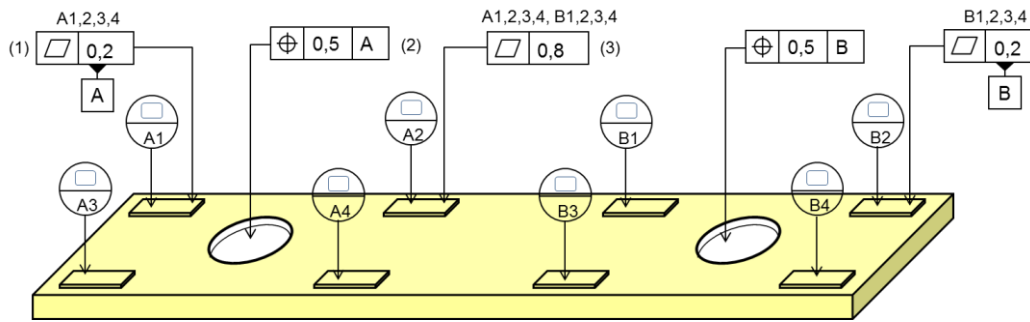 A1,2,3,4
(1) 0,2
A
0,5 A (2)
A1,2,3,4, B1,2,3,4
0,8 (3)
0,5 B
B1,2,3,4
0,2
B
A1
A2
B1
B2
A3
A4
B3
B4